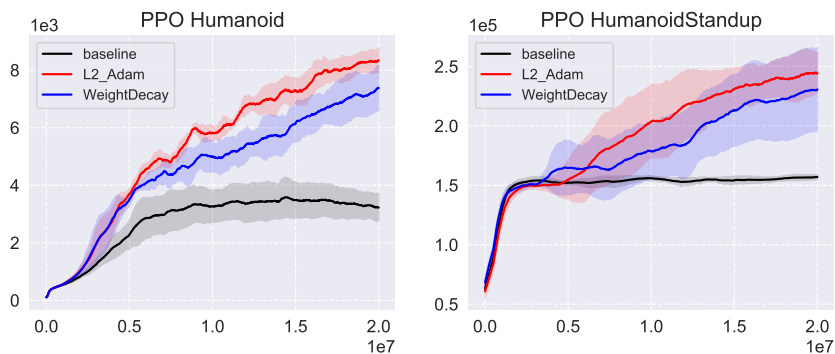 PPO Humanoid
1e3
8
6
4
2
0
baseline
L2_Adam
WeightDecay
0.0 0.5 1.0 1.5 2.0
1e7
PPO HumanoidStandup
1e5
2.5
2.0
1.5
1.0
0.5
baseline
L2_Adam
WeightDecay
0.0 0.5 1.0 1.5 2.0
1e7